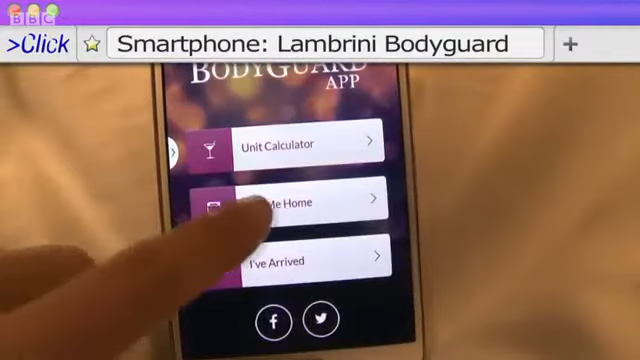 BBC
>Click
Smartphone: Lambrini Bodyguard
BODYGUARD
APP
Unit Calculator
Me Home
I've Arrived